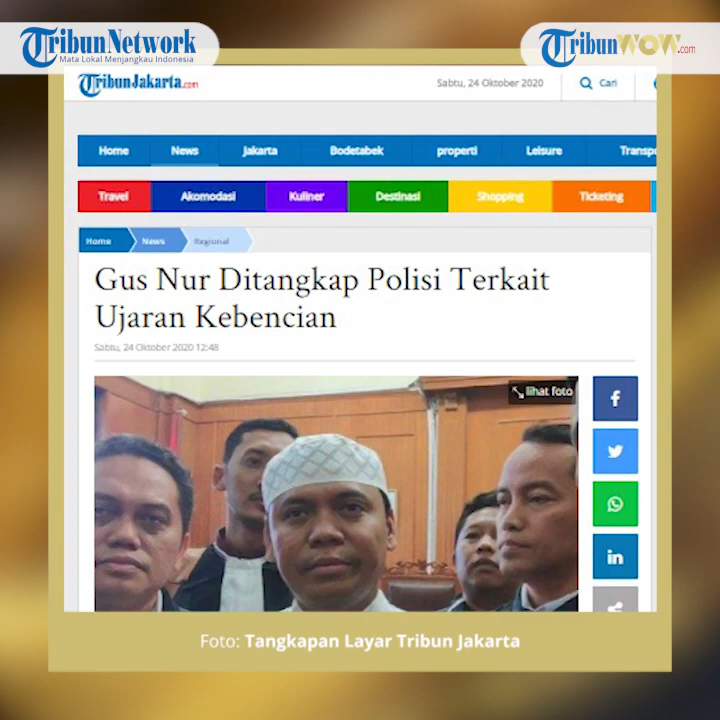 TribunNetwork
Mata Lokal Menjangkau Indonesia
TribunWOW.com
TribunJakarta.com
Sabtu, 24 Oktober 2020
Cari
Home News Jakarta Bodetabek properti Leisure Transpo
Travel Akomodasi Kuliner Destinasi Shopping Ticketing
Home News Regional
Gus Nur Ditangkap Polisi Terkait
Ujaran Kebencian
Sabtu, 24 Oktober 2020 12:48
lihat foto
Foto: Tangkapan Layar Tribun Jakarta